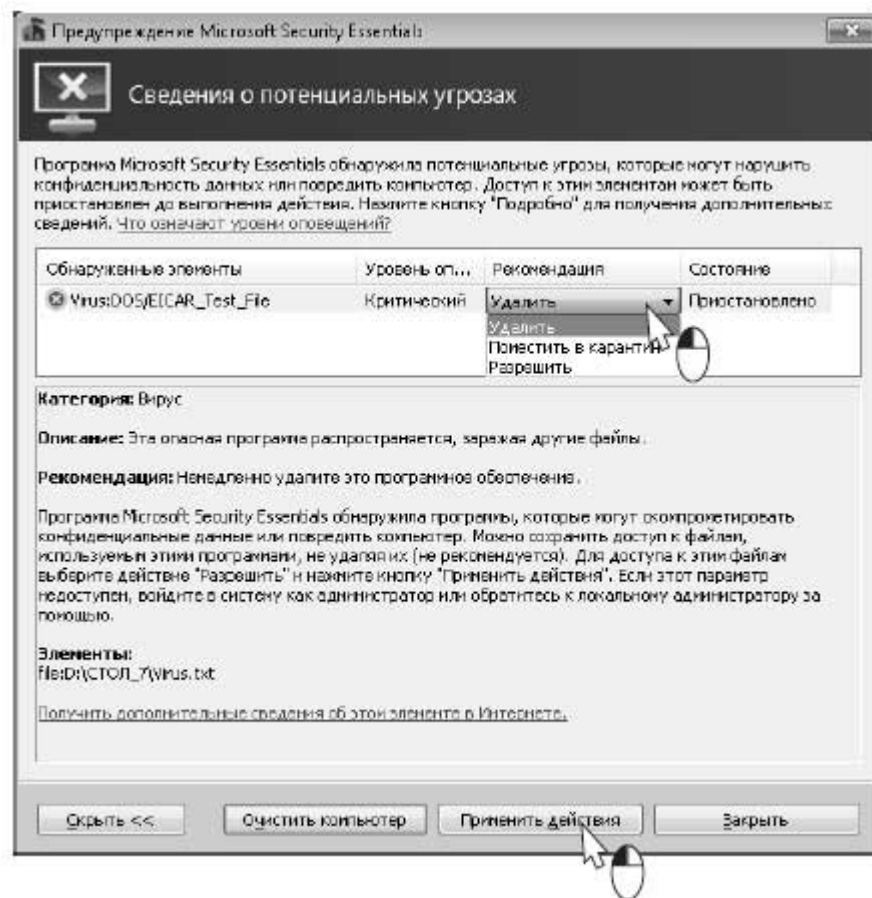 Предупреждение Microsoft Security Essentials
Сведения о потенциальных угрозах
Программа Microsoft Security Essentials обнаружила потенциальные угрозы, которые могут нарушить
конфиденциальность данных или повредить компьютер. Доступ к этим элементам может быть
приостановлен до выполнения действия. Нажмите кнопку "Подробно" для получения дополнительных
сведений. Что означают уровни оповещений?
Обнаруженные элементы Уровень оп... Рекомендация Состояние
Virus:DOS/EICAR_Test_File Критический Удалить Приостановлено
Удалить
Поместить в карантин
Разрешить
Категория: Вирус
Описание: Эта опасная программа распространяется, заражая другие файлы.
Рекомендация: Немедленно удалите это программное обеспечение.
Программа Microsoft Security Essentials обнаружила программы, которые могут скомпрометировать
конфиденциальные данные или повредить компьютер. Можно сохранить доступ к файлам,
используемым этими программами, не удаляя их (не рекомендуется). Для доступа к этим файлам
выберите действие "Разрешить" и нажмите кнопку "Применить действия". Если этот параметр
недоступен, войдите в систему как администратор или обратитесь к локальному администратору за
помощью.
Элементы:
file:D:\СТОЛ_7\Virus.txt
Получить дополнительные сведения об этом элементе в Интернете.
Скрыть << Очистить компьютер Применить действия Закрыть